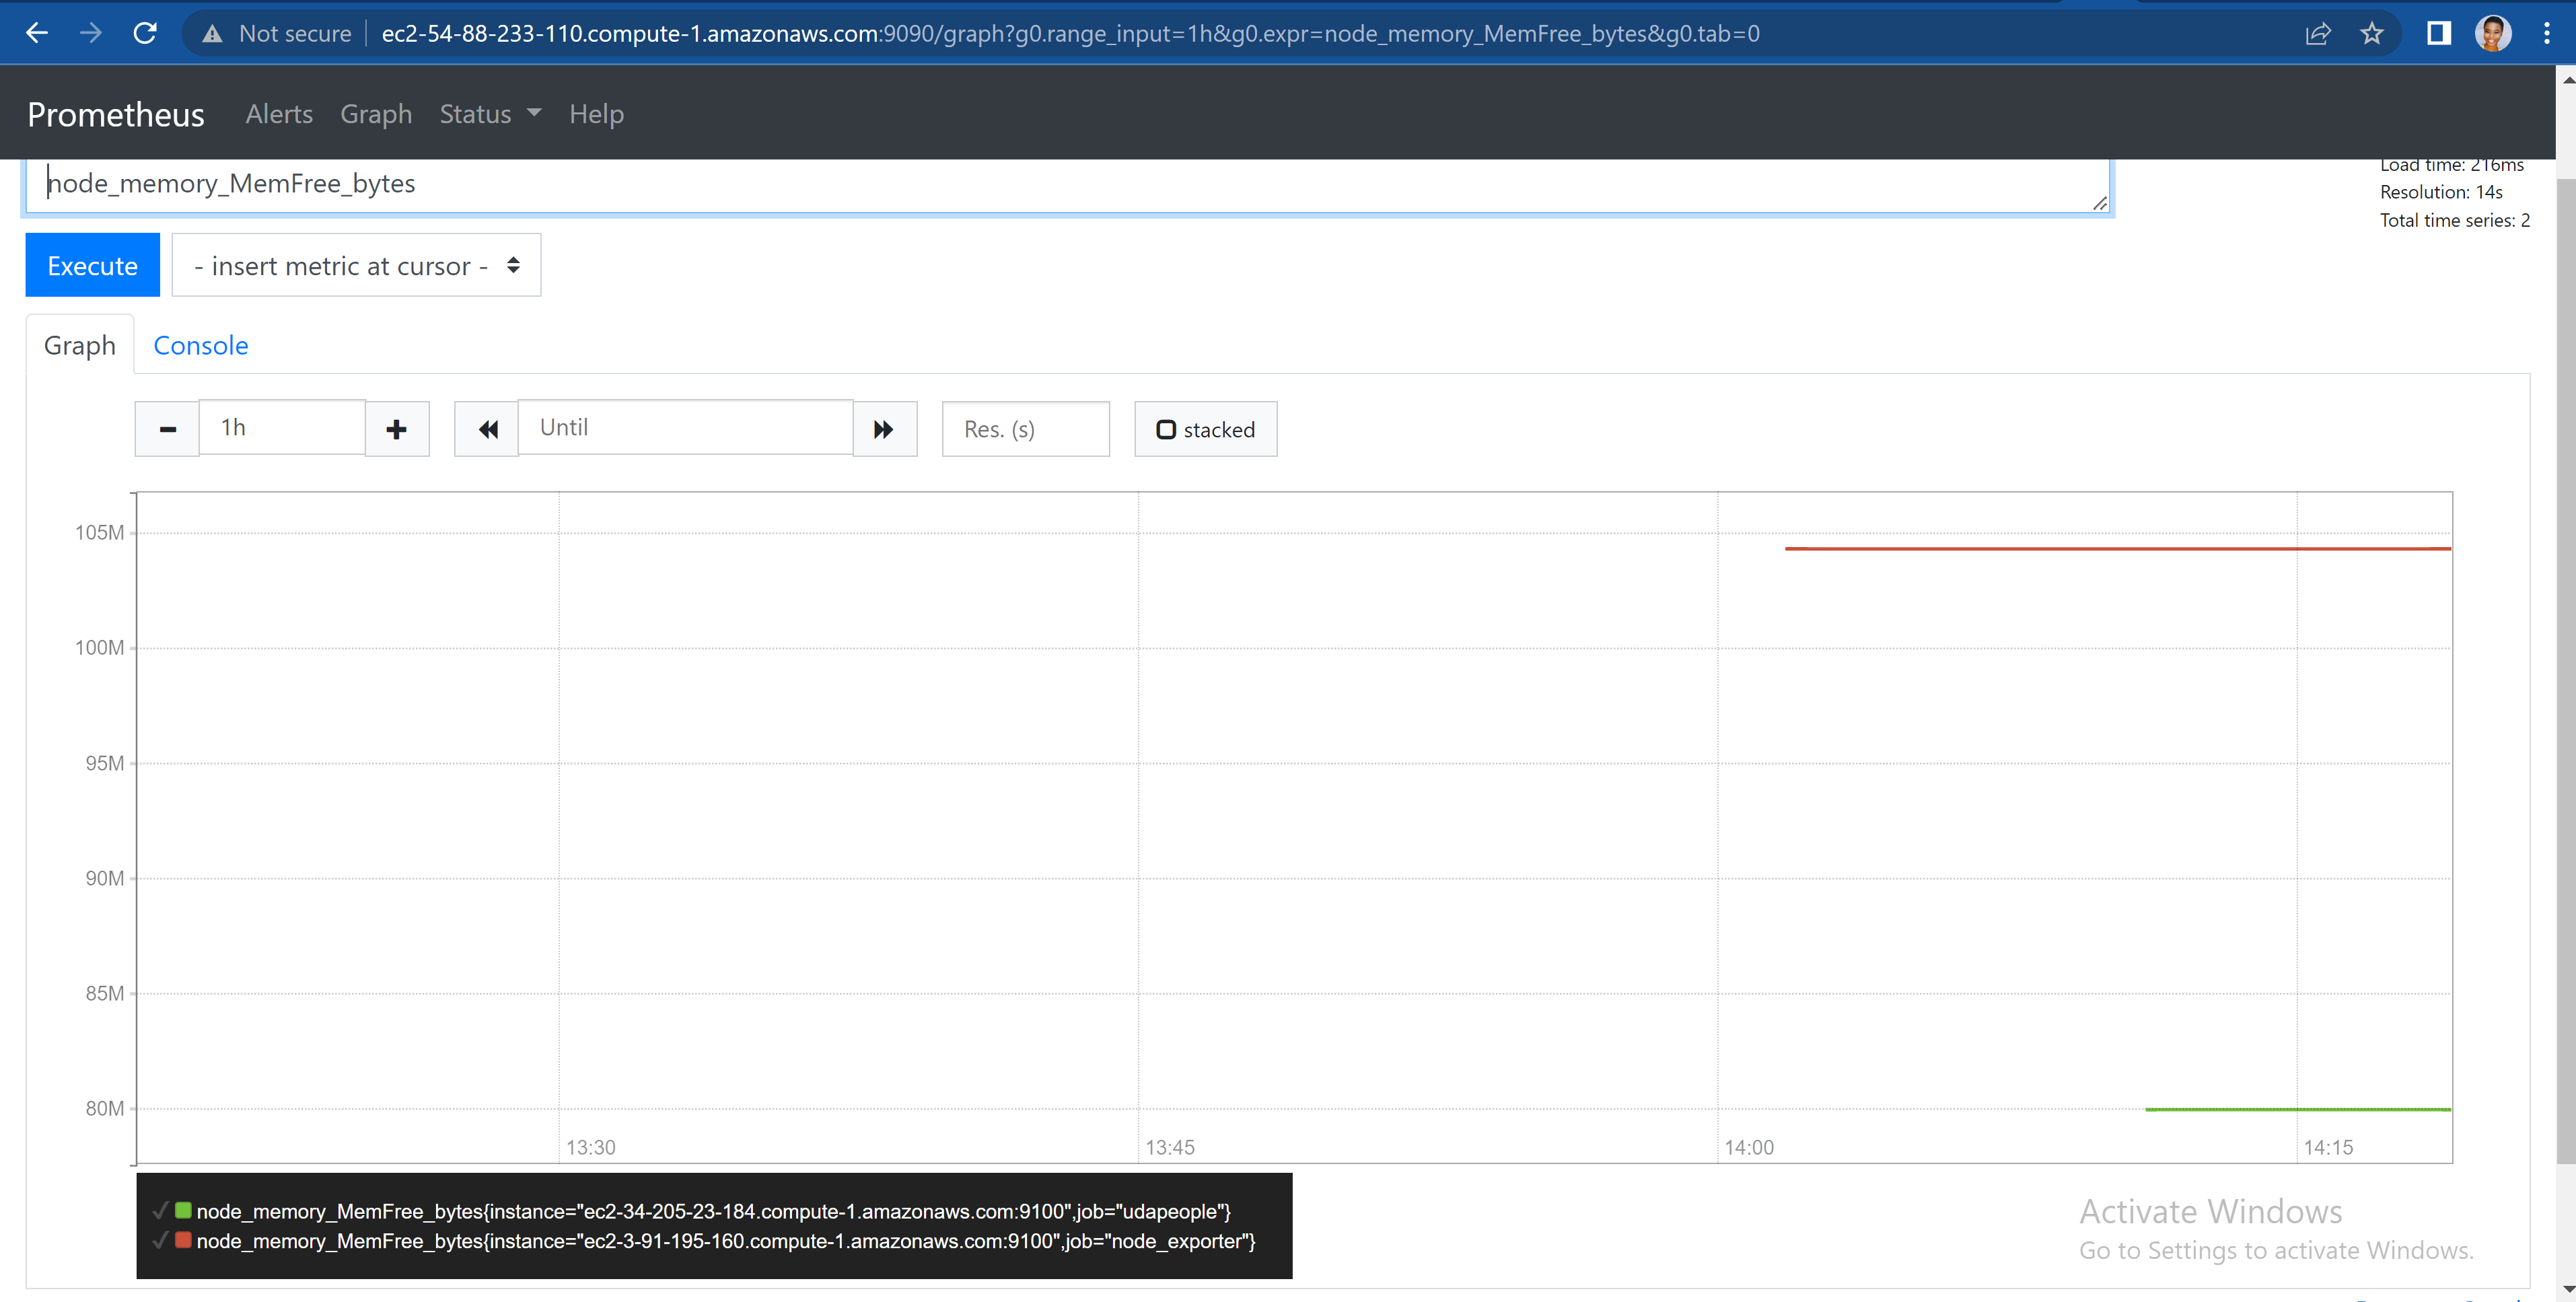 Not secure ec2-54-88-233-110.compute-1.amazonaws.com:9090/graph?g0.range_input=1h&g0.expr=node_memory_MemFree_bytes&g0.tab=0
Prometheus Alerts Graph Status Help
node_memory_MemFree_bytes
Load time: 216ms
Resolution: 14s
Total time series: 2
Execute - insert metric at cursor -
Graph Console
1h Until Res. (s) stacked
105M
100M
95M
90M
85M
80M
13:30 13:45 14:00 14:15
node_memory_MemFree_bytes{instance="ec2-34-205-23-184.compute-1.amazonaws.com:9100",job="udapeople"}
node_memory_MemFree_bytes{instance="ec2-3-91-195-160.compute-1.amazonaws.com:9100",job="node_exporter"}
Activate Windows
Go to Settings to activate Windows.